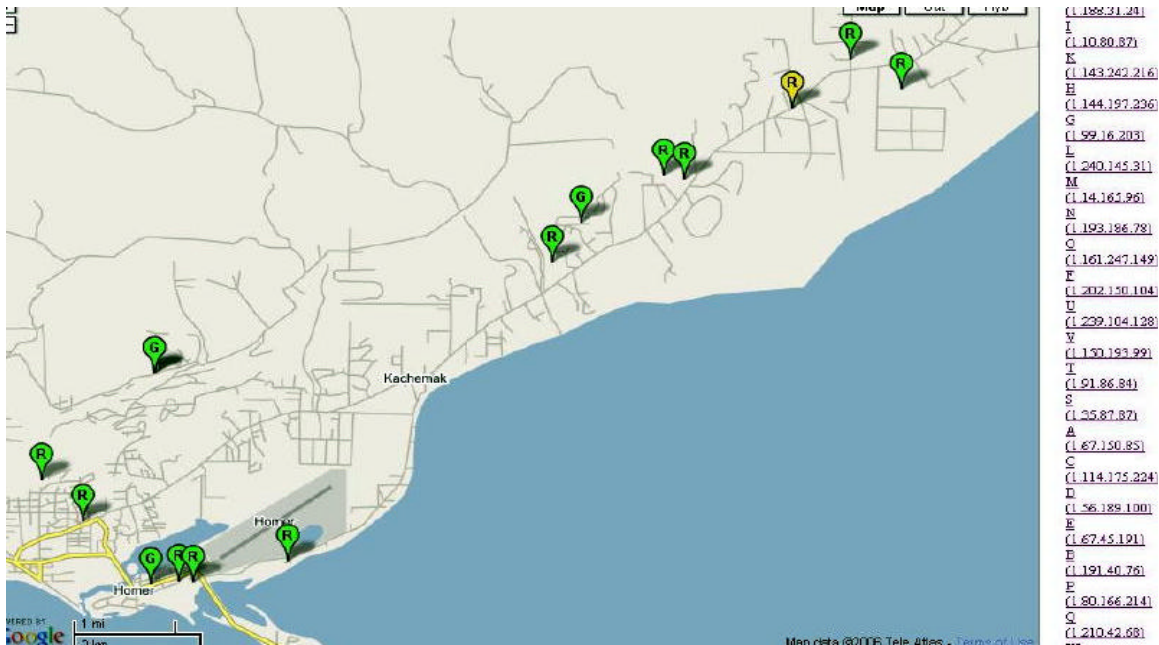 Map
R
R
R
R
R
G
R
G
Kachemak
R
R
Homer
R
G
R
R
Homer
1 mi
Google
Map data ©2006 Tele Atlas - Terms of Use
(1.188.31.24)
I
(1.10.80.87)
K
(1.143.242.216)
H
(1.144.197.236)
G
(1.99.16.203)
L
(1.240.145.31)
M
(1.14.165.96)
N
(1.193.186.78)
O
(1.161.247.149)
F
(1.202.150.104)
U
(1.239.104.128)
V
(1.150.193.99)
T
(1.91.86.84)
S
(1.35.87.87)
A
(1.67.150.85)
C
(1.114.175.224)
D
(1.56.189.100)
E
(1.67.45.191)
B
(1.191.40.76)
P
(1.80.166.214)
Q
(1.210.42.68)